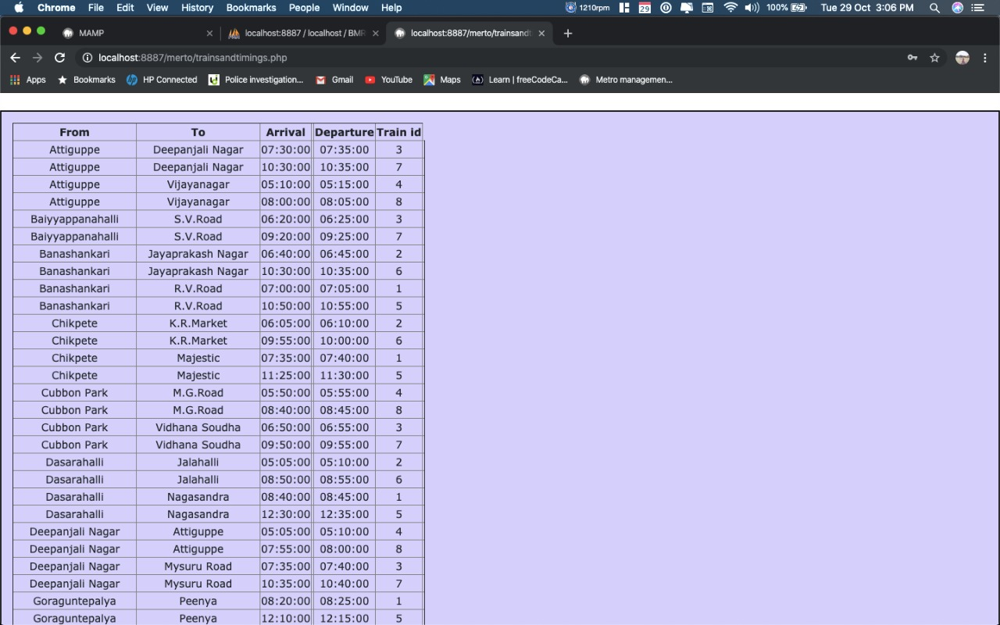 Chrome File Edit View History Bookmarks People Window Help 1210rpm 29 100% Tue 29 Oct 3:06 PM
MAMP localhost:8887 / localhost / BMR localhost:8887/merto/trainsandt
localhost:8887/merto/trainsandtimings.php
Apps Bookmarks HP Connected Police investigation... Gmail YouTube Maps Learn | freeCodeCa... Metro managemen...
From To Arrival Departure Train id
Attiguppe Deepanjali Nagar 07:30:00 07:35:00 3
Attiguppe Deepanjali Nagar 10:30:00 10:35:00 7
Attiguppe Vijayanagar 05:10:00 05:15:00 4
Attiguppe Vijayanagar 08:00:00 08:05:00 8
Baiyyappanahalli S.V.Road 06:20:00 06:25:00 3
Baiyyappanahalli S.V.Road 09:20:00 09:25:00 7
Banashankari Jayaprakash Nagar 06:40:00 06:45:00 2
Banashankari Jayaprakash Nagar 10:30:00 10:35:00 6
Banashankari R.V.Road 07:00:00 07:05:00 1
Banashankari R.V.Road 10:50:00 10:55:00 5
Chikpete K.R.Market 06:05:00 06:10:00 2
Chikpete K.R.Market 09:55:00 10:00:00 6
Chikpete Majestic 07:35:00 07:40:00 1
Chikpete Majestic 11:25:00 11:30:00 5
Cubbon Park M.G.Road 05:50:00 05:55:00 4
Cubbon Park M.G.Road 08:40:00 08:45:00 8
Cubbon Park Vidhana Soudha 06:50:00 06:55:00 3
Cubbon Park Vidhana Soudha 09:50:00 09:55:00 7
Dasarahalli Jalahalli 05:05:00 05:10:00 2
Dasarahalli Jalahalli 08:50:00 08:55:00 6
Dasarahalli Nagasandra 08:40:00 08:45:00 1
Dasarahalli Nagasandra 12:30:00 12:35:00 5
Deepanjali Nagar Attiguppe 05:05:00 05:10:00 4
Deepanjali Nagar Attiguppe 07:55:00 08:00:00 8
Deepanjali Nagar Mysuru Road 07:35:00 07:40:00 3
Deepanjali Nagar Mysuru Road 10:35:00 10:40:00 7
Goraguntepalya Peenya 08:20:00 08:25:00 1
Goraguntepalya Peenya 12:10:00 12:15:00 5